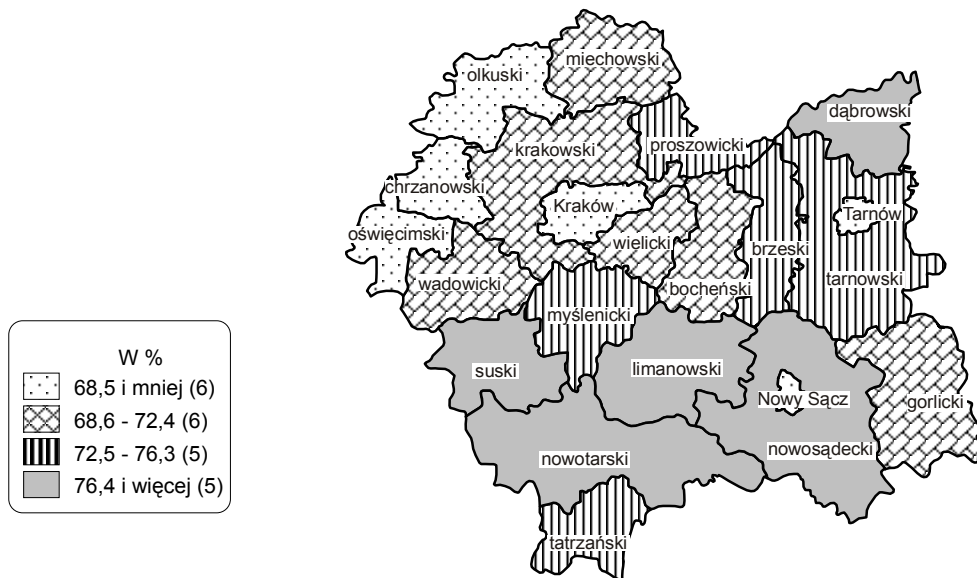 miechowski
olkuski
dąbrowski
krakowski
proszowicki
chrzanowski
Kraków
Tarnów
oświęcimski
wielicki
brzeski
wadowicki
bocheński
tarnowski
myślenicki
suski
limanowski
Nowy Sącz
gorlicki
nowotarski
nowosądecki
tatrzański
W %
68,5 i mniej (6)
68,6 - 72,4 (6)
72,5 - 76,3 (5)
76,4 i więcej (5)